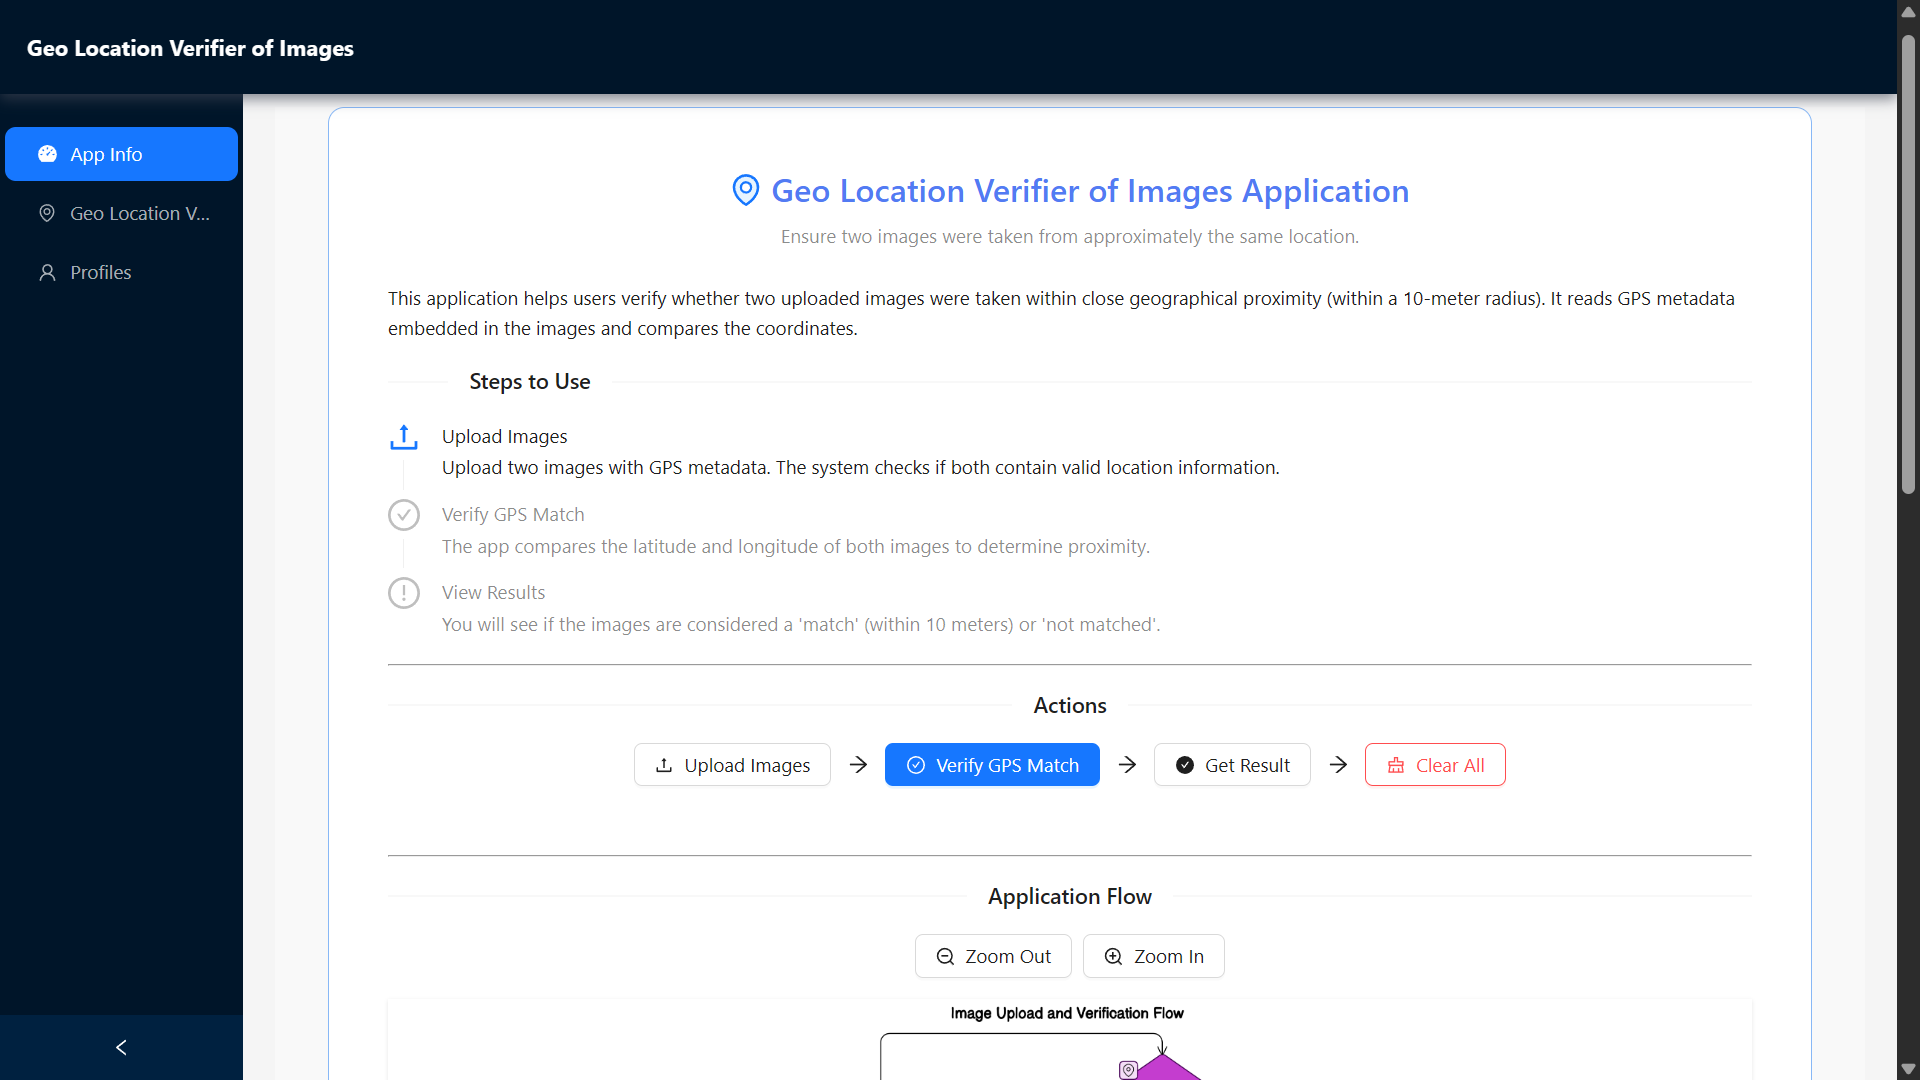 Geo Location Verifier of Images
App Info
Geo Location V...
Profiles
Geo Location Verifier of Images Application
Ensure two images were taken from approximately the same location.
This application helps users verify whether two uploaded images were taken within close geographical proximity (within a 10-meter radius). It reads GPS metadata
embedded in the images and compares the coordinates.
Steps to Use
Upload Images
Upload two images with GPS metadata. The system checks if both contain valid location information.
Verify GPS Match
The app compares the latitude and longitude of both images to determine proximity.
View Results
You will see if the images are considered a 'match' (within 10 meters) or 'not matched'.
Actions
Upload Images
Verify GPS Match
Get Result
Clear All
Application Flow
Zoom Out
Zoom In
Image Upload and Verification Flow